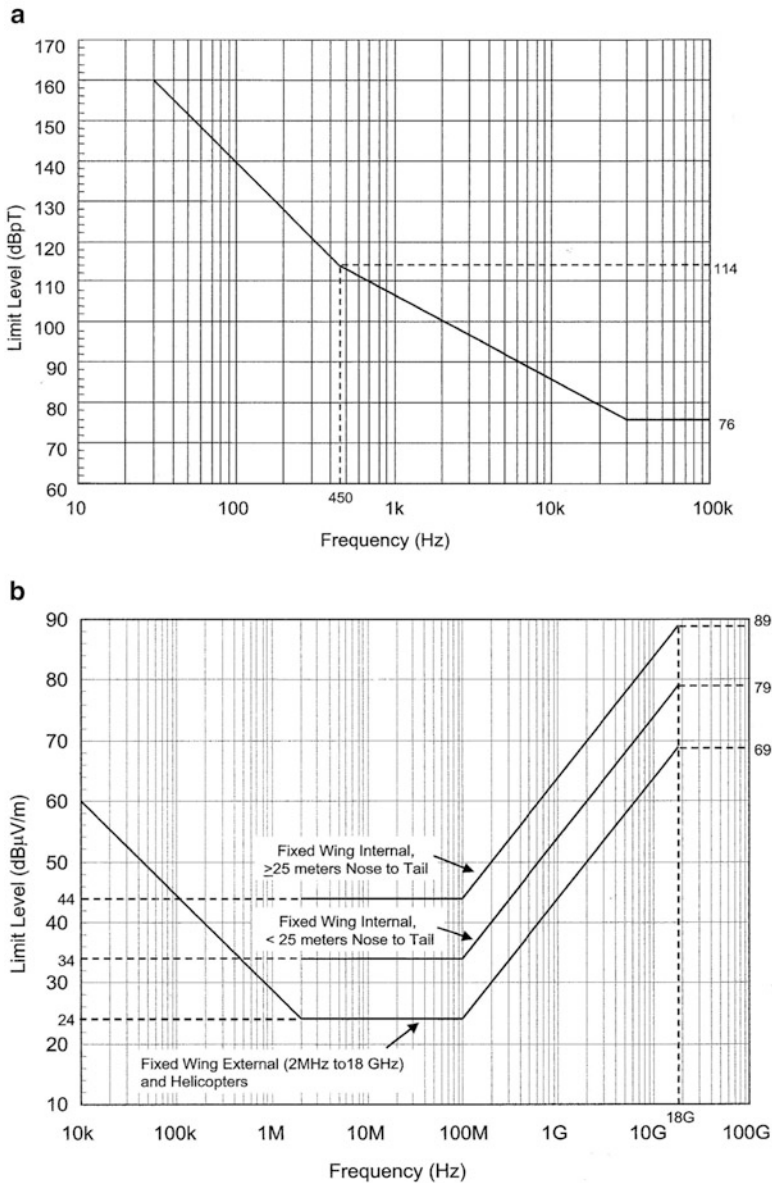 a
170
160
150
140
130
120
110
100
90
80
70
60
Limit Level (dBpT)
114
76
10
100
450
1k
10k
100k
Frequency (Hz)
b
90
80
70
60
50
44
40
34
30
24
20
10
Limit Level (dBµV/m)
89
79
69
Fixed Wing Internal,
≥25 meters Nose to Tail
Fixed Wing Internal,
< 25 meters Nose to Tail
Fixed Wing External (2MHz to18 GHz)
and Helicopters
10k
100k
1M
10M
100M
1G
10G
18G
100G
Frequency (Hz)